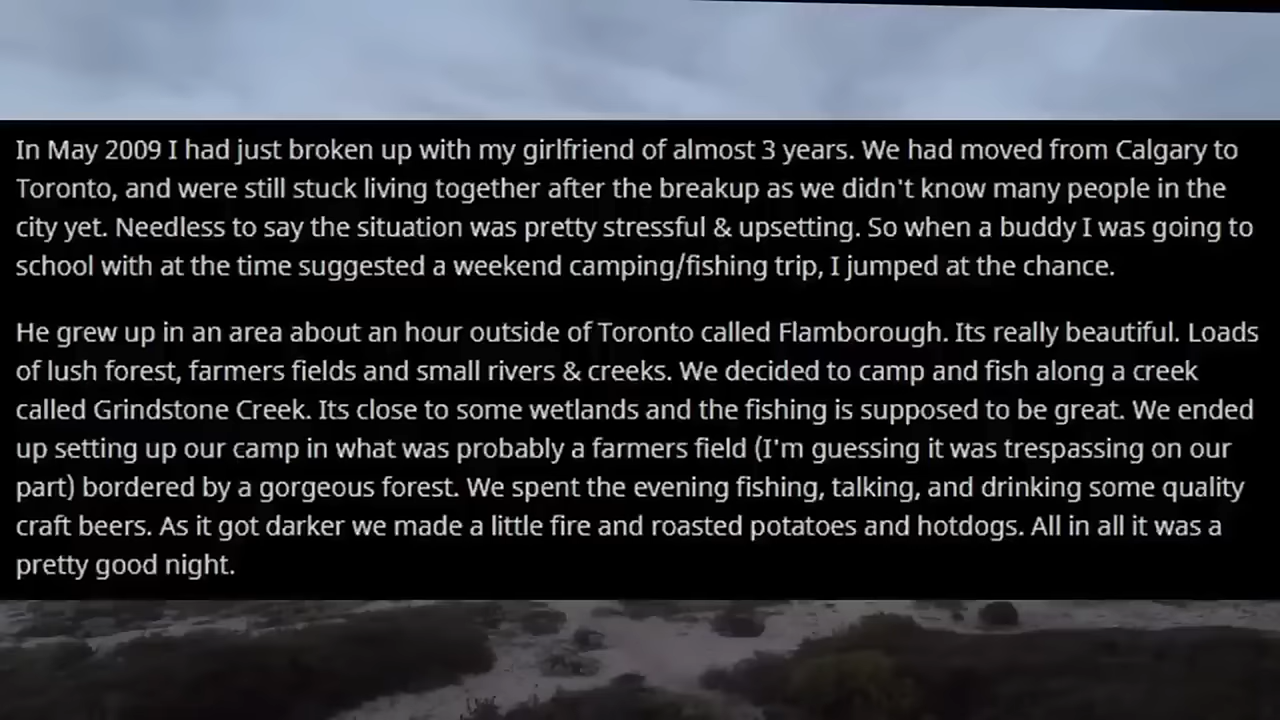 In May 2009 I had just broken up with my girlfriend of almost 3 years. We had moved from Calgary to
Toronto, and were still stuck living together after the breakup as we didn't know many people in the
city yet. Needless to say the situation was pretty stressful & upsetting. So when a buddy I was going to
school with at the time suggested a weekend camping/fishing trip, I jumped at the chance.
He grew up in an area about an hour outside of Toronto called Flamborough. Its really beautiful. Loads
of lush forest, farmers fields and small rivers & creeks. We decided to camp and fish along a creek
called Grindstone Creek. Its close to some wetlands and the fishing is supposed to be great. We ended
up setting up our camp in what was probably a farmers field (I'm guessing it was trespassing on our
part) bordered by a gorgeous forest. We spent the evening fishing, talking, and drinking some quality
craft beers. As it got darker we made a little fire and roasted potatoes and hotdogs. All in all it was a
pretty good night.